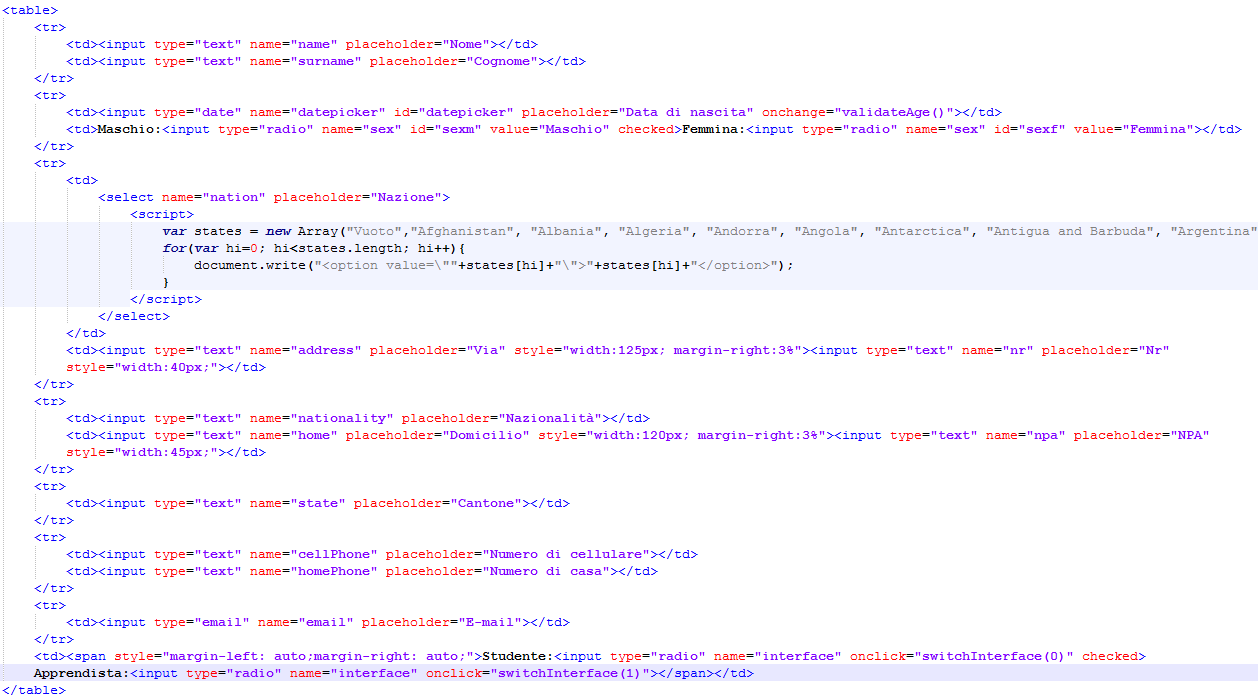 <table>
<tr>
<td><input type="text" name="name" placeholder="Nome"></td>
<td><input type="text" name="surname" placeholder="Cognome"></td>
</tr>
<tr>
<td><input type="date" name="datepicker" id="datepicker" placeholder="Data di nascita" onchange="validateAge()"></td>
<td>Maschio:<input type="radio" name="sex" id="sexm" value="Maschio" checked>Femmina:<input type="radio" name="sex" id="sexf" value="Femmina"></td>
</tr>
<tr>
<td>
<select name="nation" placeholder="Nazione">
<script>
var states = new Array("Vuoto","Afghanistan", "Albania", "Algeria", "Andorra", "Angola", "Antarctica", "Antigua and Barbuda", "Argentina"
for(var hi=0; hi<states.length; hi++){
document.write("<option value=\""+states[hi]+"\">"+states[hi]+"</option>");
}
</script>
</select>
</td>
<td><input type="text" name="address" placeholder="Via" style="width:125px; margin-right:3%"><input type="text" name="nr" placeholder="Nr"
style="width:40px;"></td>
</tr>
<tr>
<td><input type="text" name="nationality" placeholder="Nazionalità"></td>
<td><input type="text" name="home" placeholder="Domicilio" style="width:120px; margin-right:3%"><input type="text" name="npa" placeholder="NPA"
style="width:45px;"></td>
</tr>
<tr>
<td><input type="text" name="state" placeholder="Cantone"></td>
</tr>
<tr>
<td><input type="text" name="cellPhone" placeholder="Numero di cellulare"></td>
<td><input type="text" name="homePhone" placeholder="Numero di casa"></td>
</tr>
<tr>
<td><input type="email" name="email" placeholder="E-mail"></td>
</tr>
<td><span style="margin-left: auto;margin-right: auto;">Studente:<input type="radio" name="interface" onclick="switchInterface(0)" checked>
Apprendista:<input type="radio" name="interface" onclick="switchInterface(1)"></span></td>
</table>